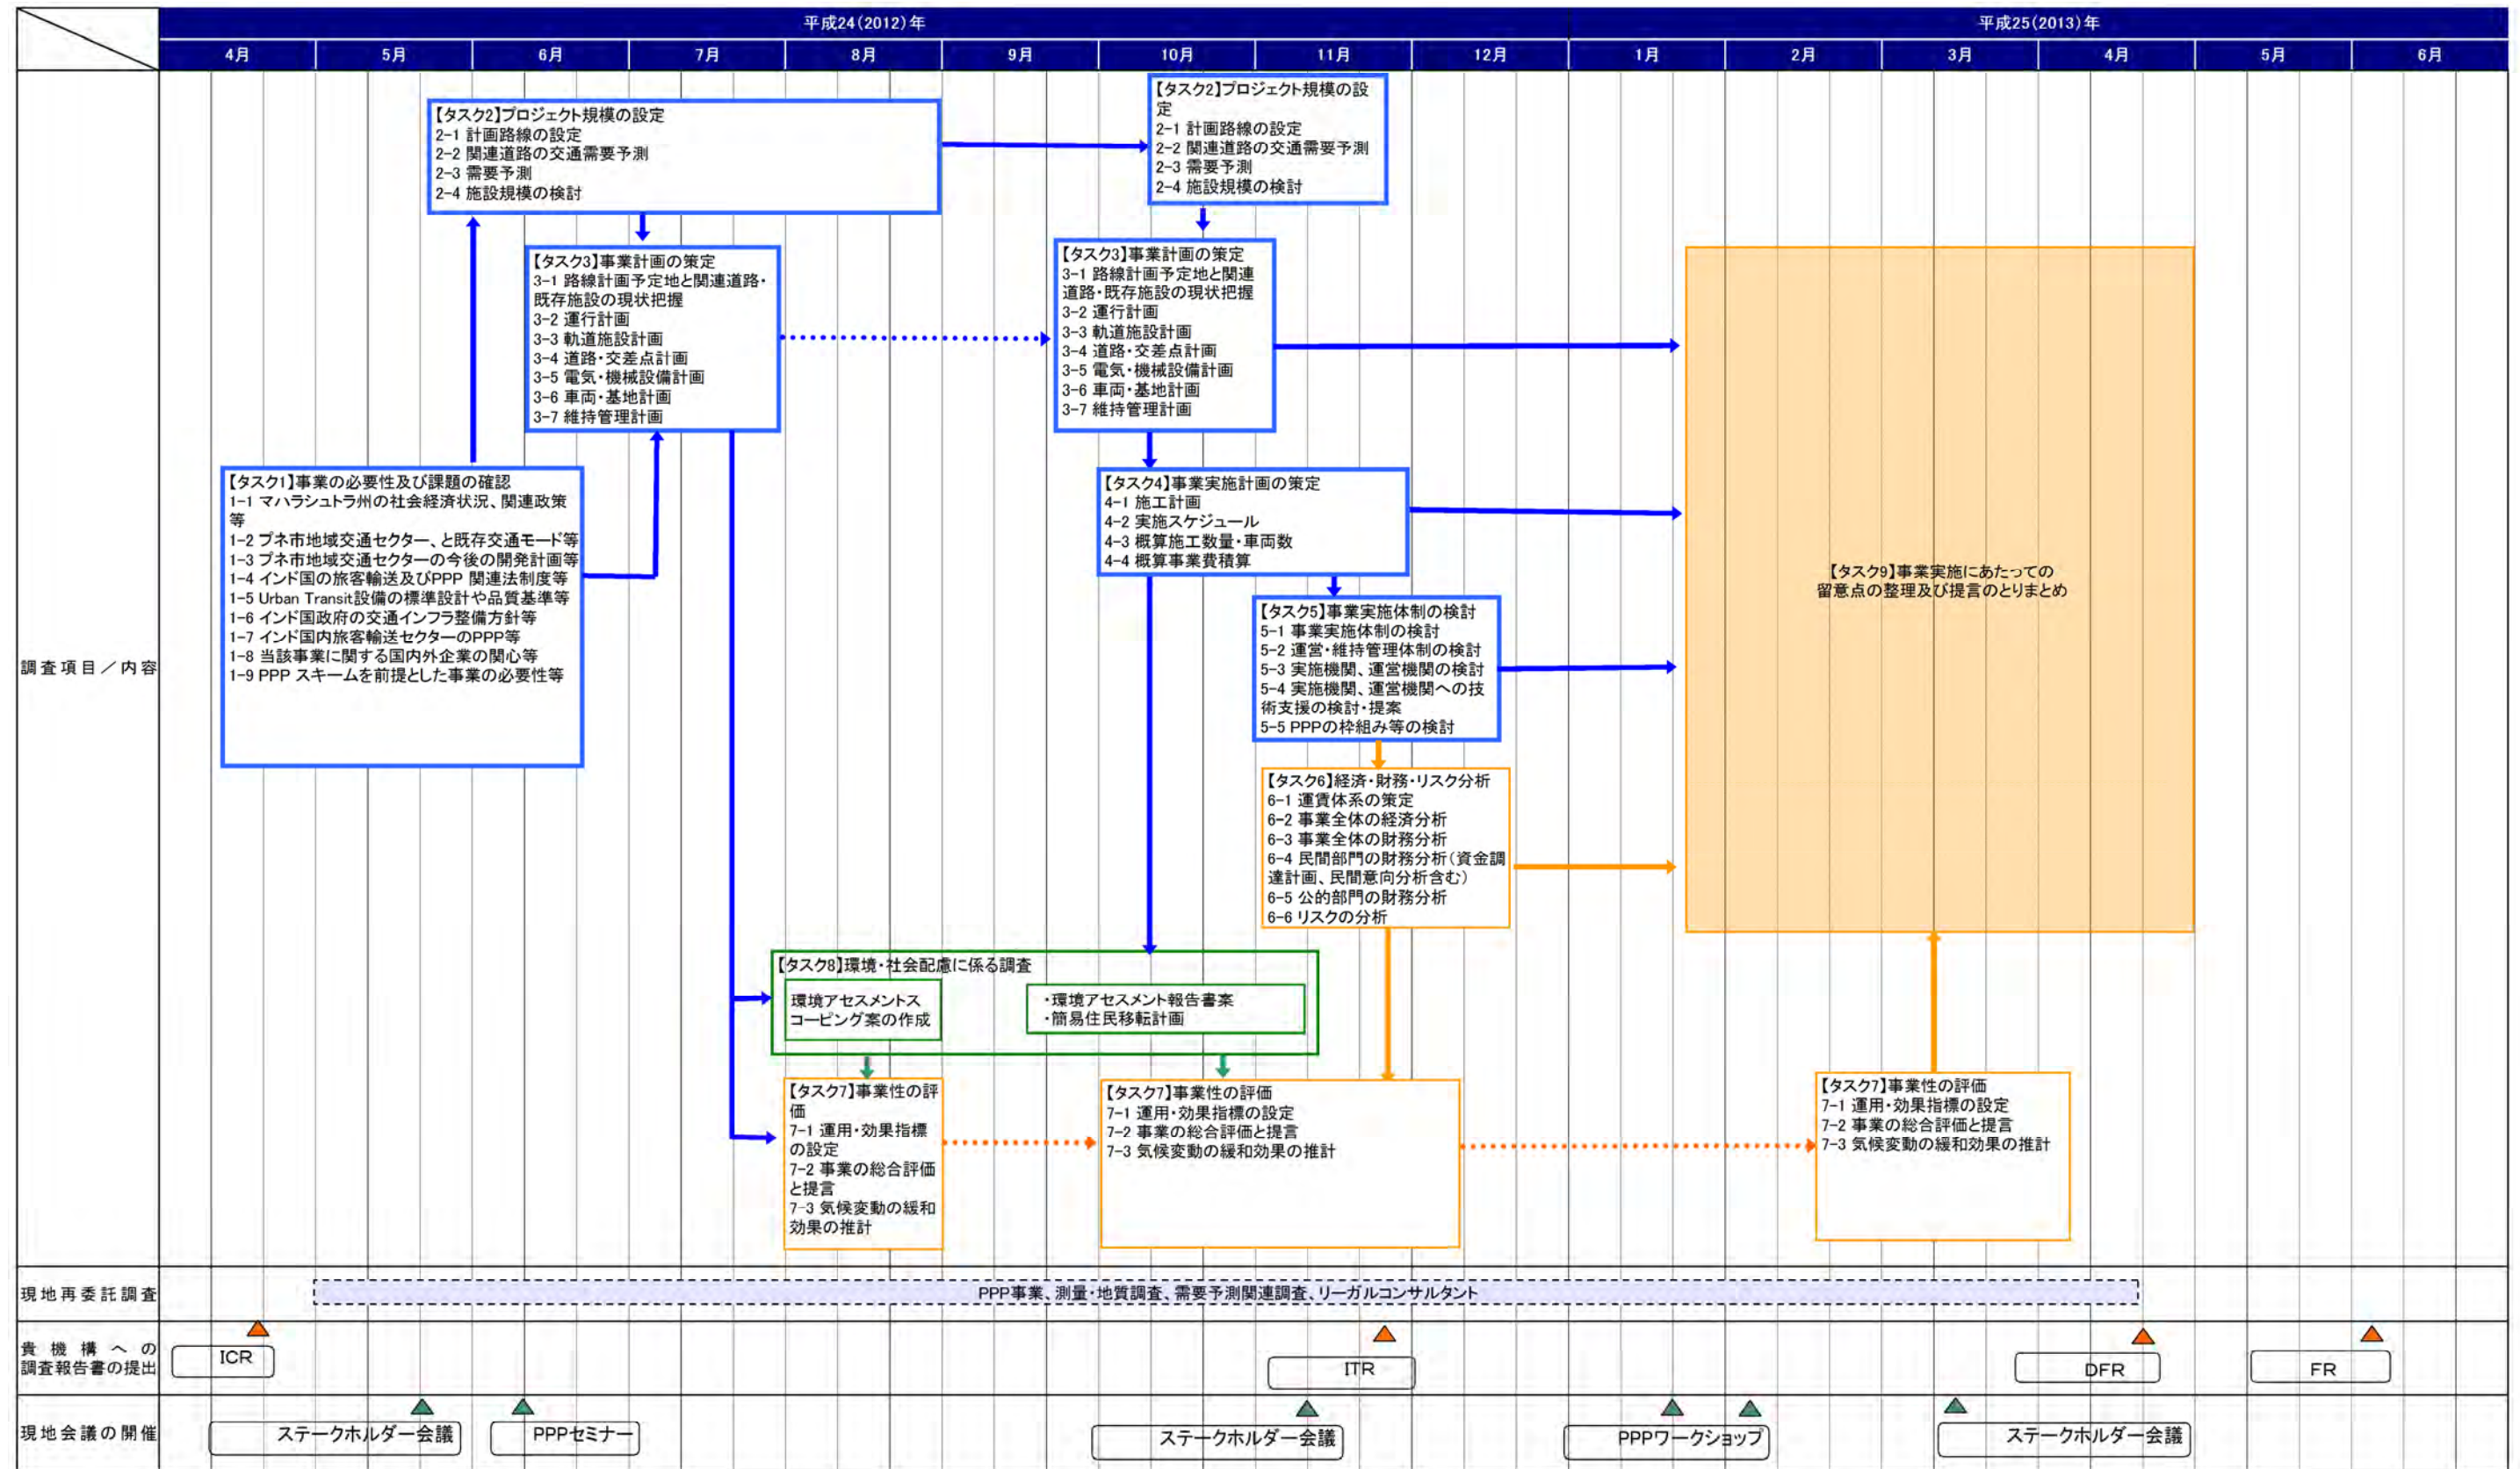 平成24(2012)年
平成25(2013)年
4月
5月
6月
7月
8月
9月
10月
11月
12月
1月
2月
3月
4月
5月
6月
調査項目／内容
【タスク2】プロジェクト規模の設定
2-1 計画路線の設定
2-2 関連道路の交通需要予測
2-3 需要予測
2-4 施設規模の検討
【タスク2】プロジェクト規模の設
定
2-1 計画路線の設定
2-2 関連道路の交通需要予測
2-3 需要予測
2-4 施設規模の検討
【タスク3】事業計画の策定
3-1 路線計画予定地と関連道路・
既存施設の現状把握
3-2 運行計画
3-3 軌道施設計画
3-4 道路・交差点計画
3-5 電気・機械設備計画
3-6 車両・基地計画
3-7 維持管理計画
【タスク3】事業計画の策定
3-1 路線計画予定地と関連
道路・既存施設の現状把握
3-2 運行計画
3-3 軌道施設計画
3-4 道路・交差点計画
3-5 電気・機械設備計画
3-6 車両・基地計画
3-7 維持管理計画
【タスク1】事業の必要性及び課題の確認
1-1 マハラシュトラ州の社会経済状況、関連政策
等
1-2 プネ市地域交通セクター、と既存交通モード等
1-3 プネ市地域交通セクターの今後の開発計画等
1-4 インド国の旅客輸送及びPPP 関連法制度等
1-5 Urban Transit設備の標準設計や品質基準等
1-6 インド国政府の交通インフラ整備方針等
1-7 インド国内旅客輸送セクターのPPP等
1-8 当該事業に関する国内外企業の関心等
1-9 PPP スキームを前提とした事業の必要性等
【タスク4】事業実施計画の策定
4-1 施工計画
4-2 実施スケジュール
4-3 概算施工数量・車両数
4-4 概算事業費積算
【タスク5】事業実施体制の検討
5-1 事業実施体制の検討
5-2 運営・維持管理体制の検討
5-3 実施機関、運営機関の検討
5-4 実施機関、運営機関への技
術支援の検討・提案
5-5 PPPの枠組み等の検討
【タスク9】事業実施にあたっての
留意点の整理及び提言のとりまとめ
【タスク6】経済・財務・リスク分析
6-1 運賃体系の策定
6-2 事業全体の経済分析
6-3 事業全体の財務分析
6-4 民間部門の財務分析(資金調
達計画、民間意向分析含む)
6-5 公的部門の財務分析
6-6 リスクの分析
【タスク8】環境・社会配慮に係る調査
環境アセスメントス
コーピング案の作成
・環境アセスメント報告書案
・簡易住民移転計画
【タスク7】事業性の評
価
7-1 運用・効果指標
の設定
7-2 事業の総合評価
と提言
7-3 気候変動の緩和
効果の推計
【タスク7】事業性の評価
7-1 運用・効果指標の設定
7-2 事業の総合評価と提言
7-3 気候変動の緩和効果の推計
【タスク7】事業性の評価
7-1 運用・効果指標の設定
7-2 事業の総合評価と提言
7-3 気候変動の緩和効果の推計
現地再委託調査
PPP事業、測量・地質調査、需要予測関連調査、リーガルコンサルタント
貴機構への
調査報告書の提出
ICR
ITR
DFR
FR
現地会議の開催
ステークホルダー会議
PPPセミナー
ステークホルダー会議
PPPワークショップ
ステークホルダー会議